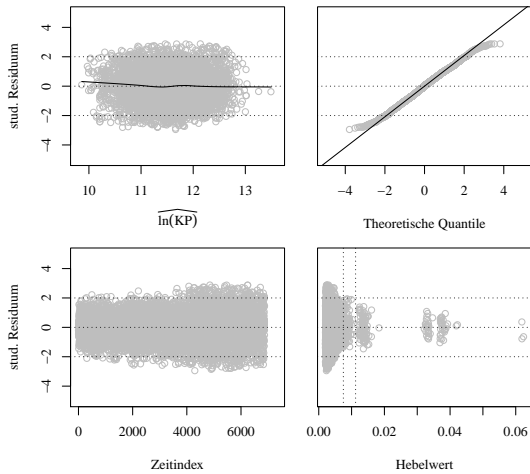 4
2
0
−2
−4
stud. Residuum
10 11 12 13
ln(KP)
−4 −2 0 2 4
Theoretische Quantile
4
2
0
−2
−4
stud. Residuum
0 2000 4000 6000
Zeitindex
0.00 0.02 0.04 0.06
Hebelwert